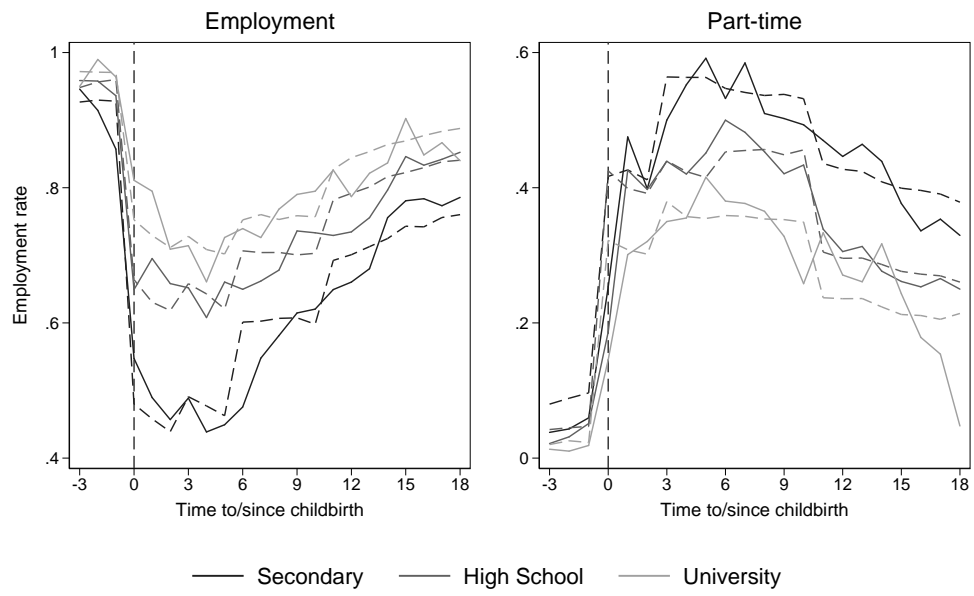 Employment
Part-time
Employment rate
1
.8
.6
.4
-3 0 3 6 9 12 15 18
Time to/since childbirth
.6
.4
.2
0
-3 0 3 6 9 12 15 18
Time to/since childbirth
Secondary High School University